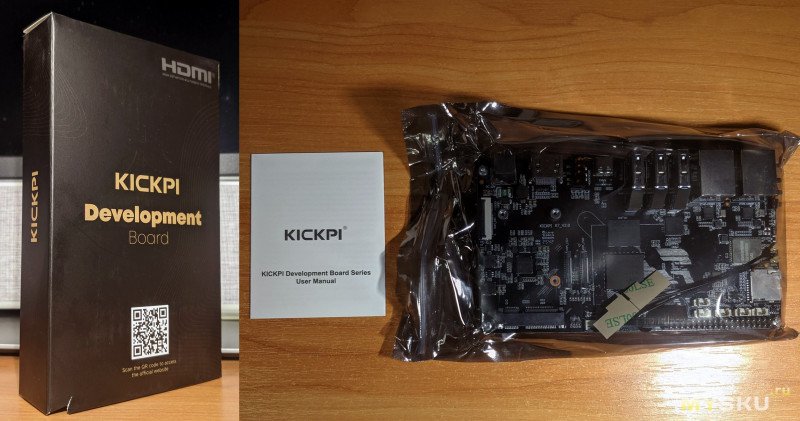 HDMI
KICKPI
KICKPI
Development
Board
Scan the QR code to access
the official website
KICKPI®
KICKPI Development Board Series
User Manual
KICKPI
MYSKU.ru